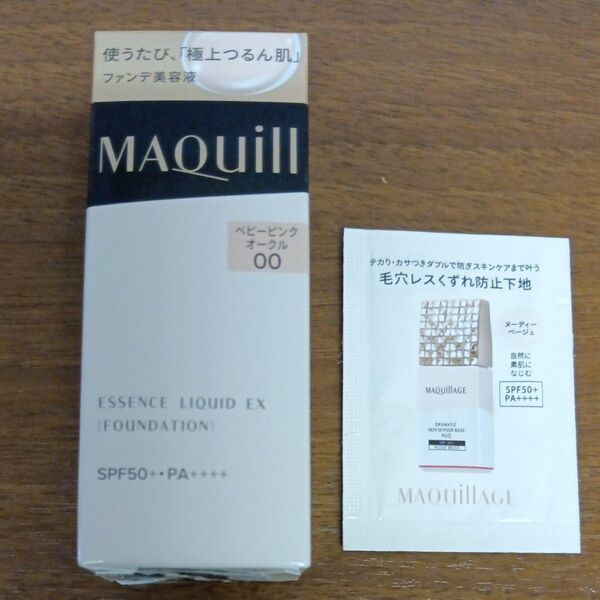 使うたび、「極上つるん肌」
ファンデ美容液
MAQuill
ベビーピンク
オークル
00
ESSENCE LIQUID EX
(FOUNDATION)
SPF50+・PA++++
テカリ・カサつきダブルで防ぎスキンケアまで叶う
毛穴レスくずれ防止下地
ヌーディー
ベージュ
自然に
素肌に
なじむ
SPF50+
PA++++
MAQuillAGE
DRAMATIC
SKIN SENSOR BASE
NEO
NUDIE BEIGE
MAQuillAGE